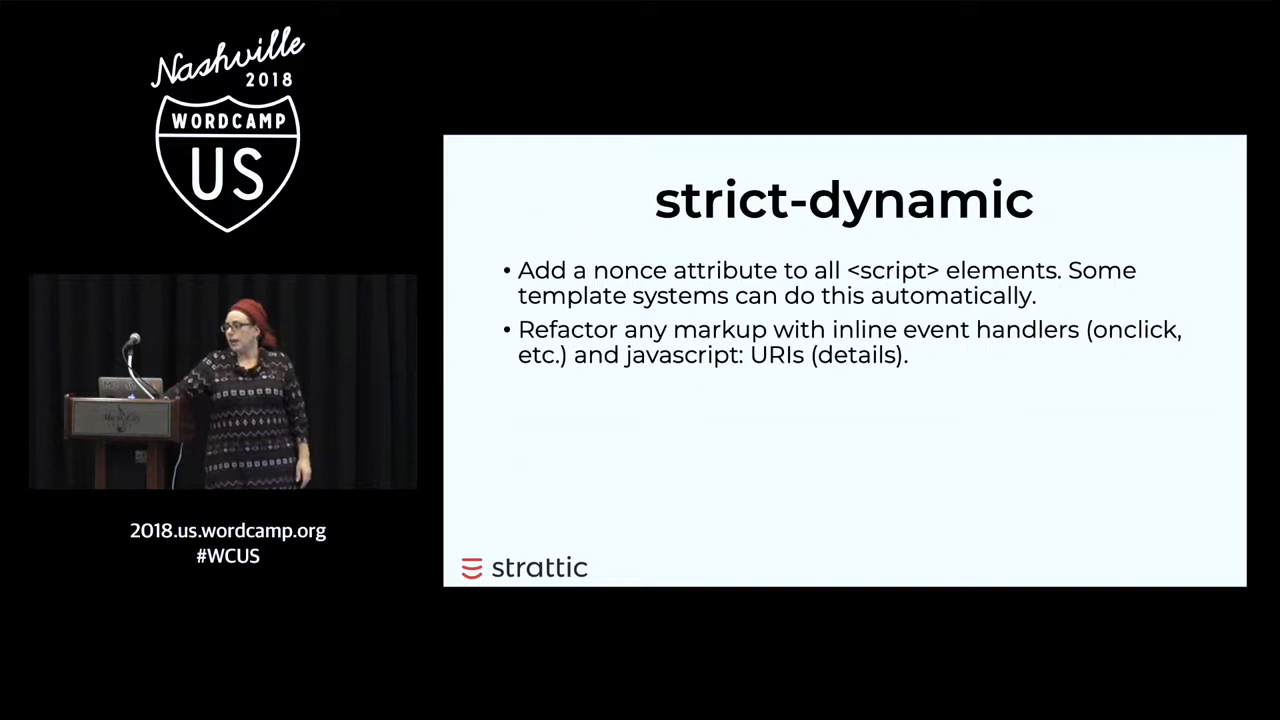 Nashville
2018
WORDCAMP
US
2018.us.wordcamp.org
#WCUS
strict-dynamic
• Add a nonce attribute to all <script> elements. Some
template systems can do this automatically.
• Refactor any markup with inline event handlers (onclick,
etc.) and javascript: URIs (details).
strattic